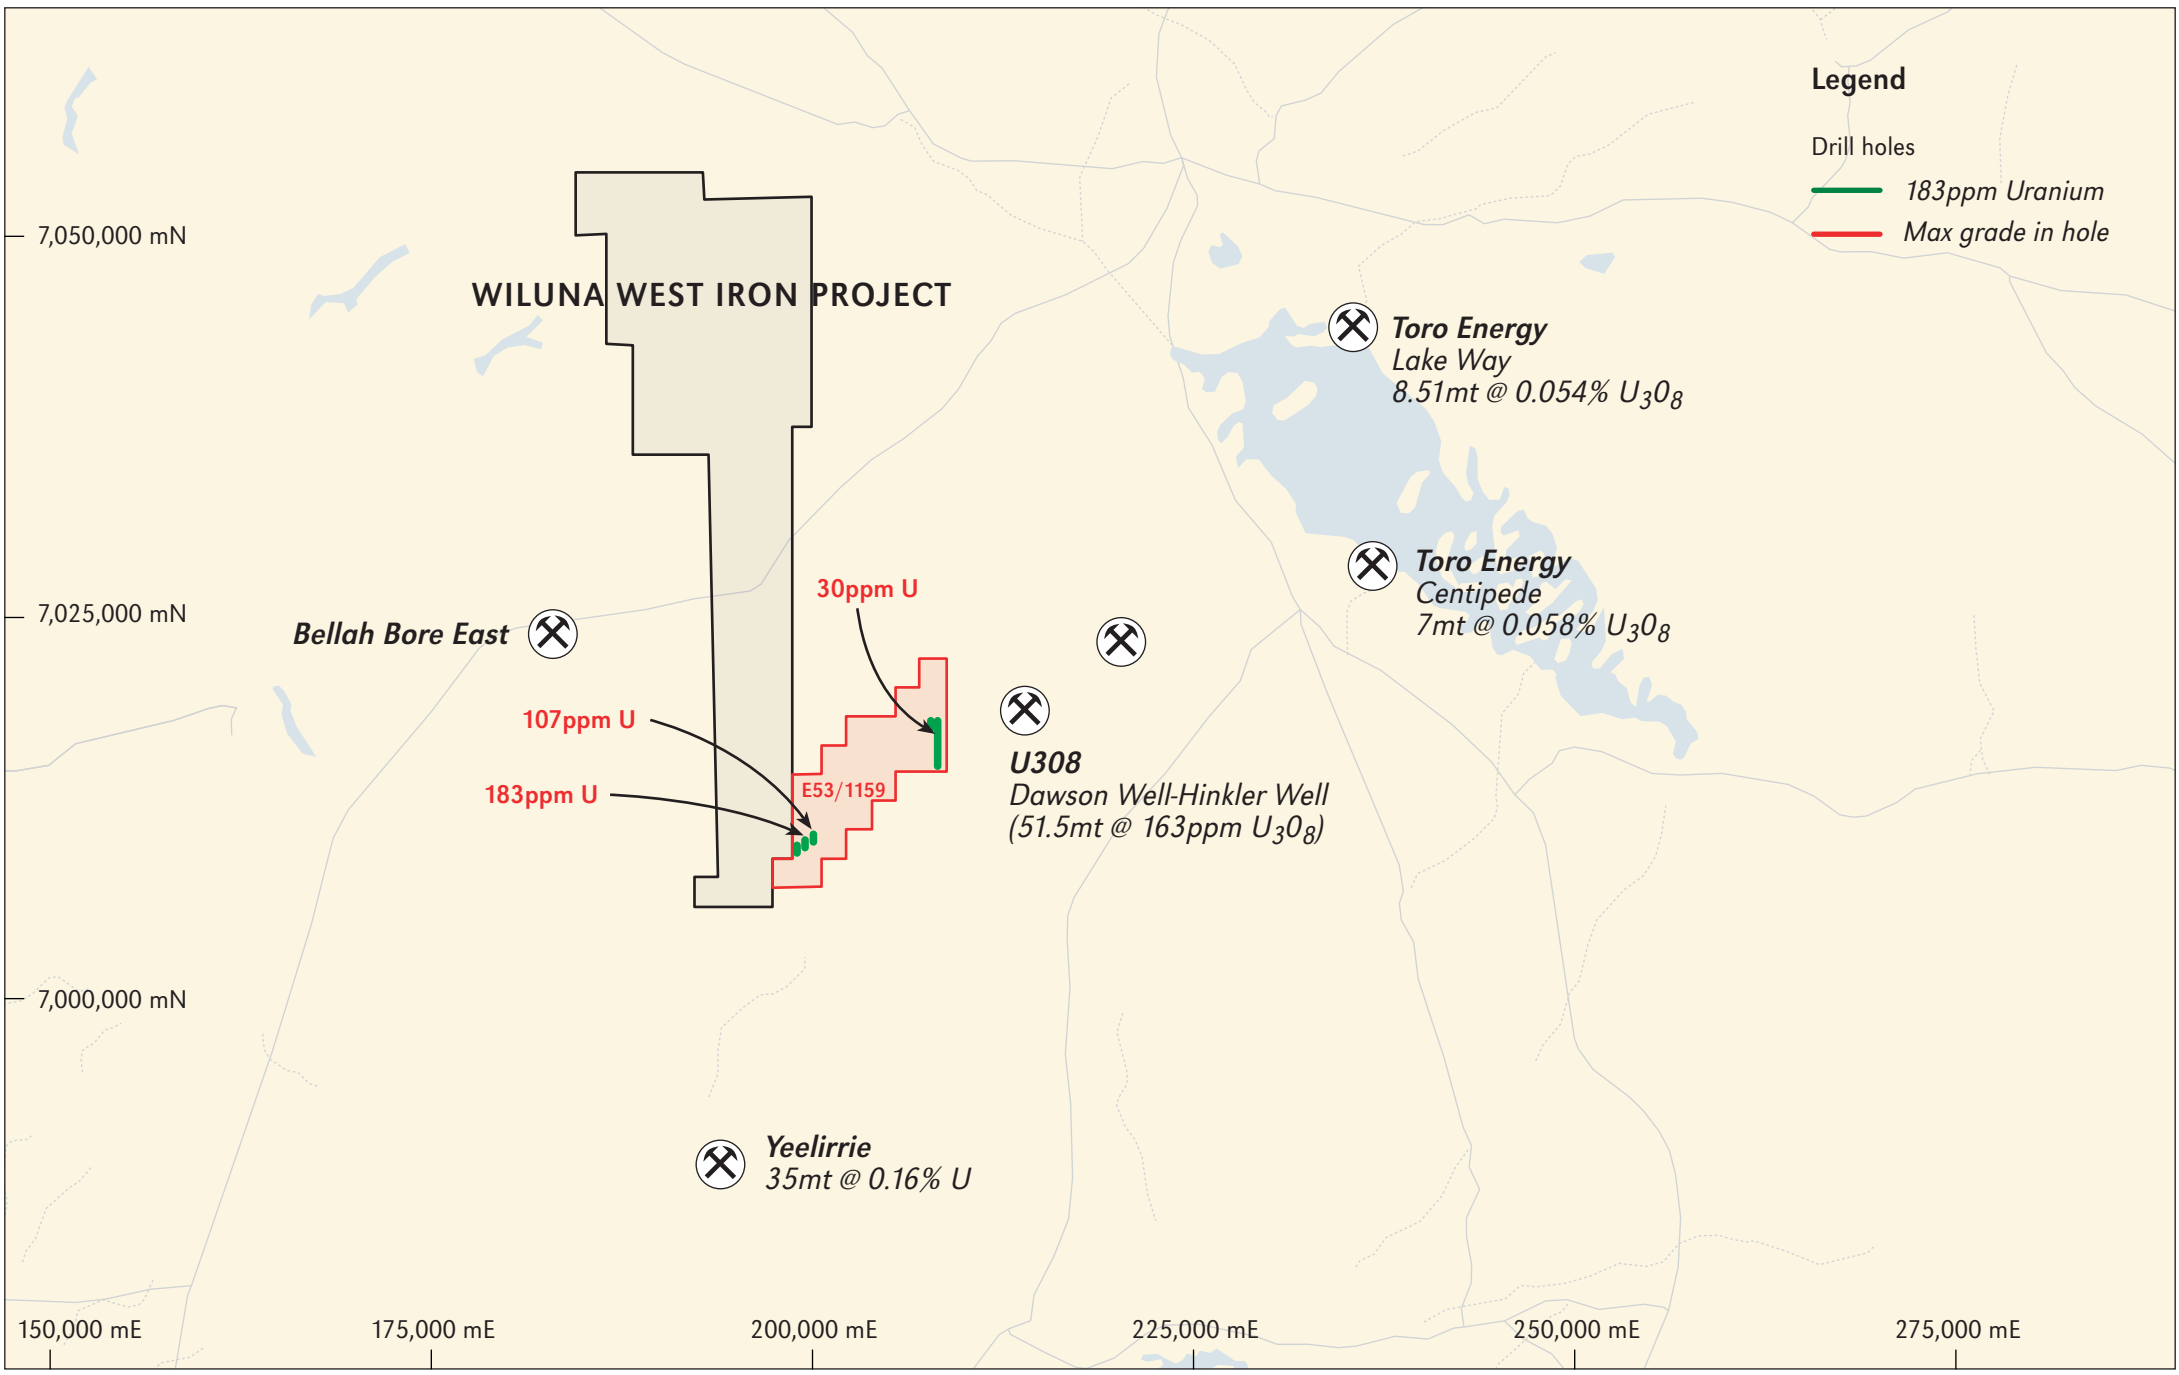 Legend
Drill holes
183ppm Uranium
Max grade in hole
7,050,000 mN
WILUNA WEST IRON PROJECT
Toro Energy
Lake Way
8.51mt @ 0.054% U₃0₈
Toro Energy
Centipede
7mt @ 0.058% U₃0₈
30ppm U
7,025,000 mN
Bellah Bore East
107ppm U
183ppm U
E53/1159
U308
Dawson Well-Hinkler Well
(51.5mt @ 163ppm U₃0₈)
7,000,000 mN
Yeelirrie
35mt @ 0.16% U
150,000 mE
175,000 mE
200,000 mE
225,000 mE
250,000 mE
275,000 mE